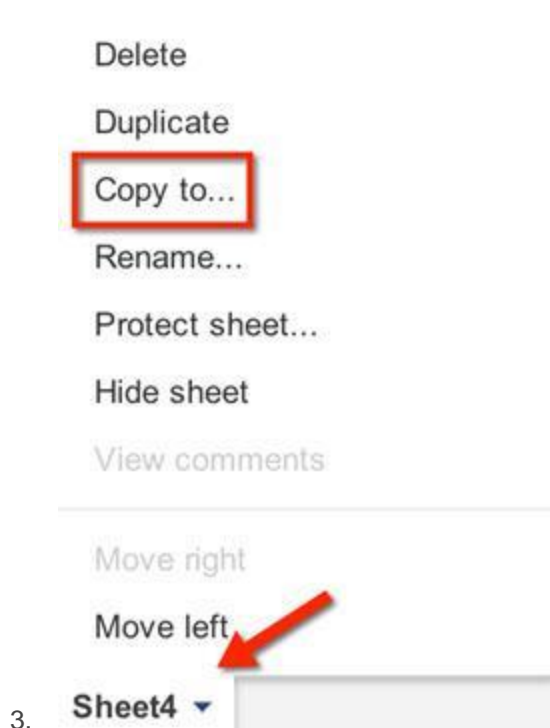 Delete
Duplicate
Copy to...
Rename...
Protect sheet...
Hide sheet
View comments
Move right
Move left
3. Sheet4